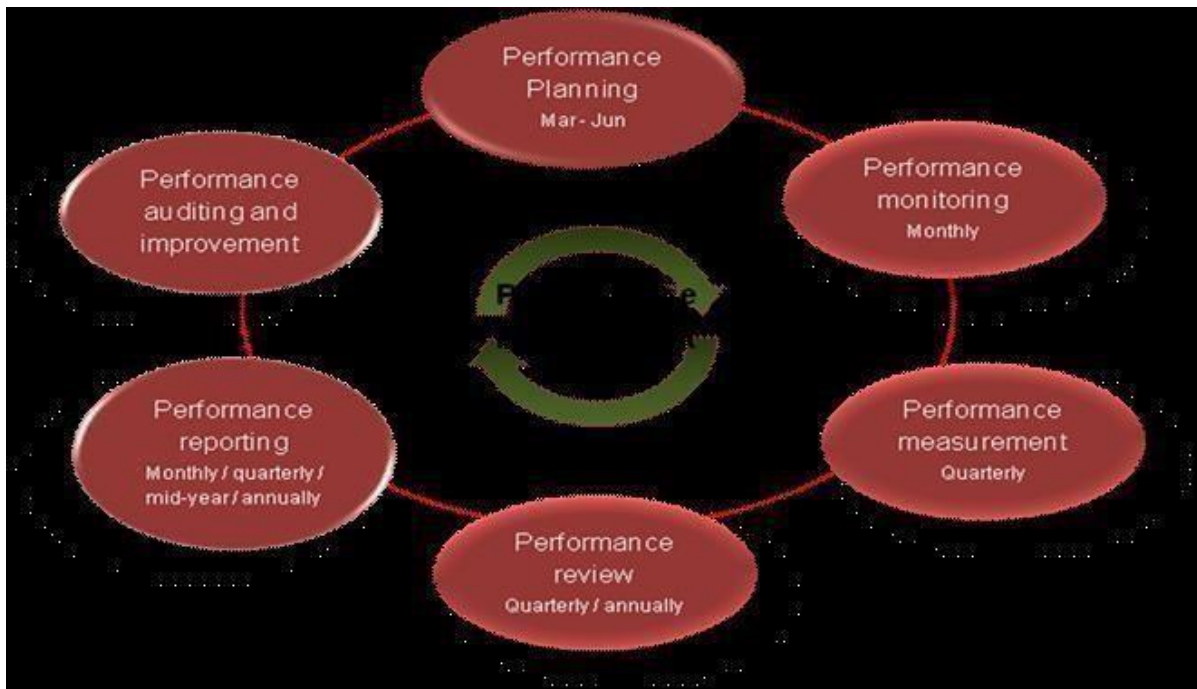 Performance
Planning
Mar - Jun
Performance
monitoring
Monthly
Performance
measurement
Quarterly
Performance
review
Quarterly / annually
Performance
reporting
Monthly / quarterly /
mid-year / annually
Performance
auditing and
improvement